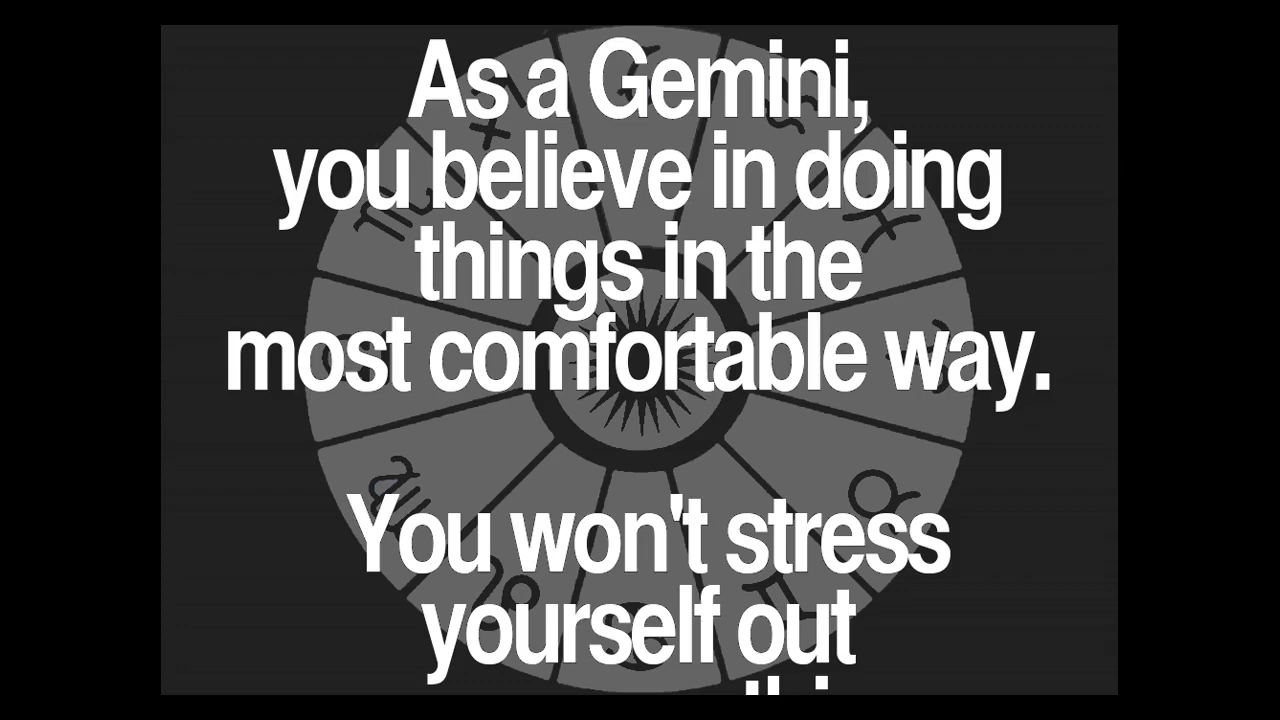 As a Gemini,
you believe in doing
things in the
most comfortable way.
You won't stress
yourself out